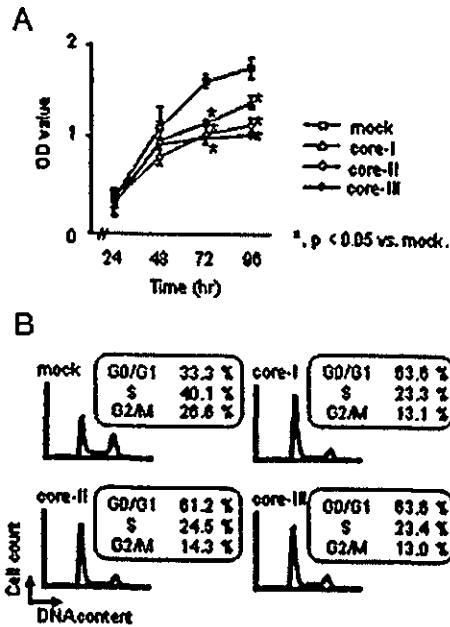 A
2
1
0
OD value
24 48 72 96
Time (hr)
mock
core-I
core-II
core-III
*, p < 0.05 vs. mock.
B
mock
G0/G1 33.3 %
S 40.1 %
G2/M 26.6 %
core-I
G0/G1 63.6 %
S 23.3 %
G2/M 13.1 %
core-II
G0/G1 61.2 %
S 24.5 %
G2/M 14.3 %
core-III
G0/G1 63.6 %
S 23.4 %
G2/M 13.0 %
Cell count
DNA content